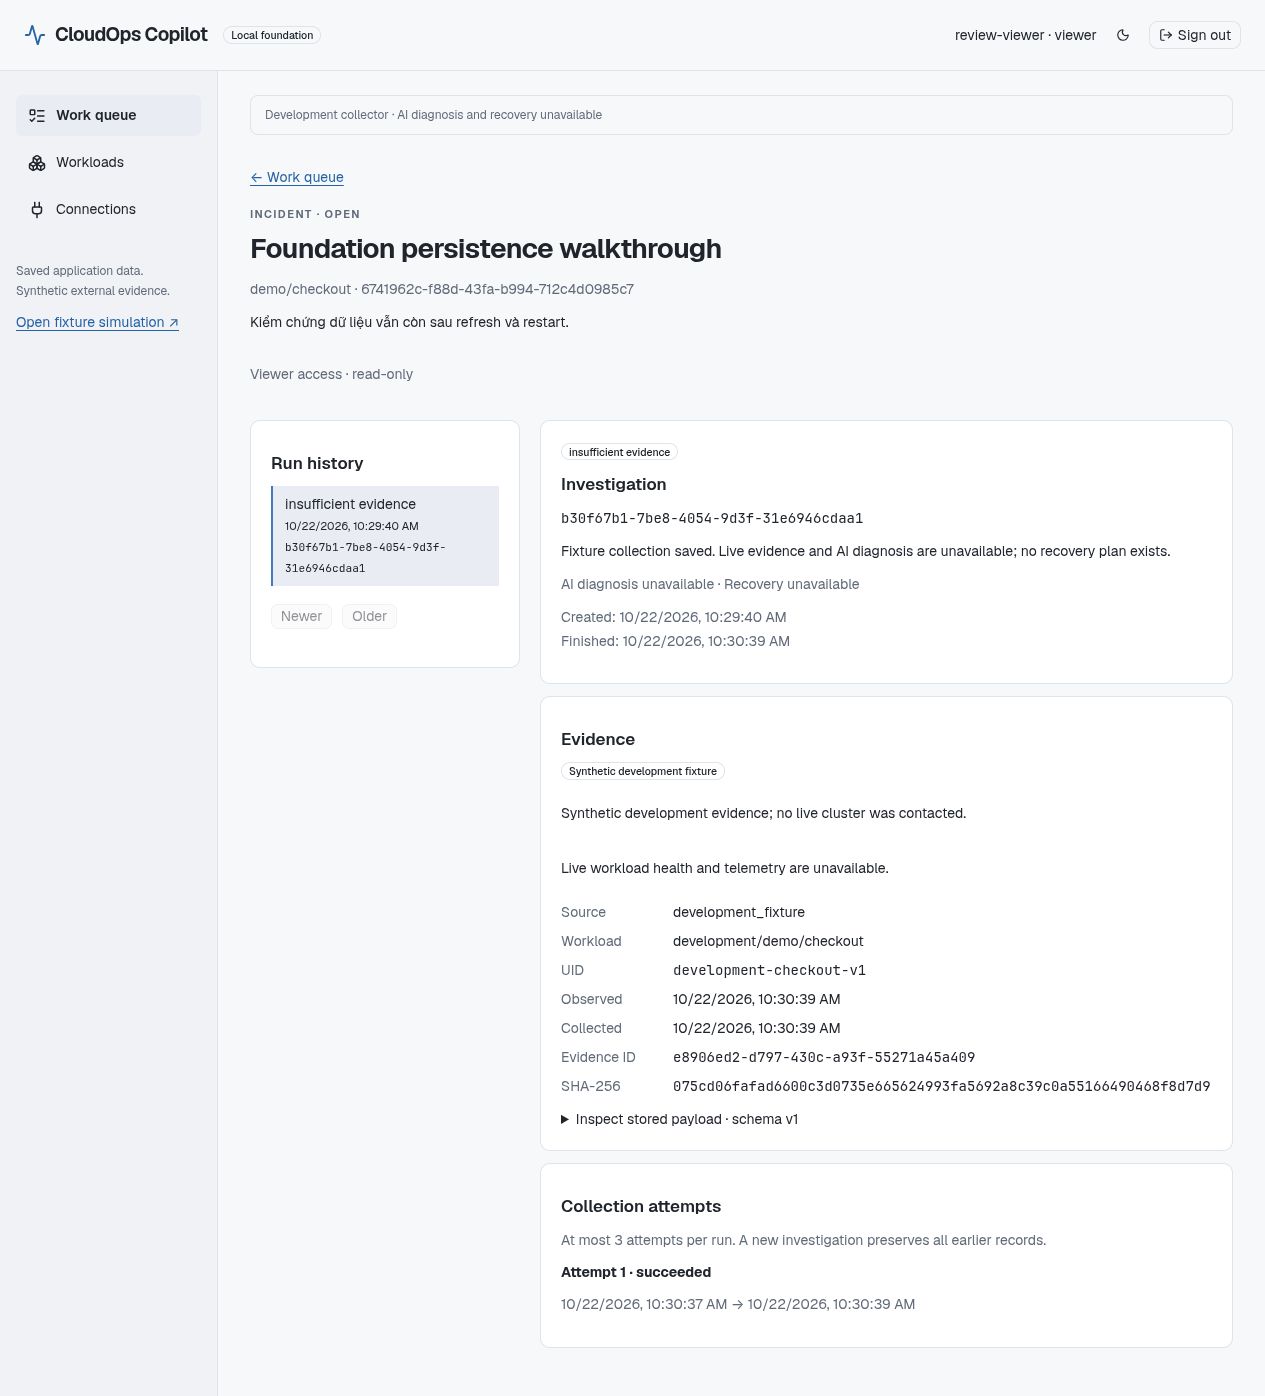 CloudOps Copilot
Local foundation
review-viewer · viewer
Sign out
Work queue
Workloads
Connections
Saved application data.
Synthetic external evidence.
Open fixture simulation ↗
Development collector · AI diagnosis and recovery unavailable
← Work queue
INCIDENT · OPEN
Foundation persistence walkthrough
demo/checkout · 6741962c-f88d-43fa-b994-712c4d0985c7
Kiểm chứng dữ liệu vẫn còn sau refresh và restart.
Viewer access · read-only
Run history
insufficient evidence
10/22/2026, 10:29:40 AM
b30f67b1-7be8-4054-9d3f-
31e6946cdaa1
Newer
Older
insufficient evidence
Investigation
b30f67b1-7be8-4054-9d3f-31e6946cdaa1
Fixture collection saved. Live evidence and AI diagnosis are unavailable; no recovery plan exists.
AI diagnosis unavailable · Recovery unavailable
Created: 10/22/2026, 10:29:40 AM
Finished: 10/22/2026, 10:30:39 AM
Evidence
Synthetic development fixture
Synthetic development evidence; no live cluster was contacted.
Live workload health and telemetry are unavailable.
Source development_fixture
Workload development/demo/checkout
UID development-checkout-v1
Observed 10/22/2026, 10:30:39 AM
Collected 10/22/2026, 10:30:39 AM
Evidence ID e8906ed2-d797-430c-a93f-55271a45a409
SHA-256 075cd06fafad6600c3d0735e665624993fa5692a8c39c0a55166490468f8d7d9
▶ Inspect stored payload · schema v1
Collection attempts
At most 3 attempts per run. A new investigation preserves all earlier records.
Attempt 1 · succeeded
10/22/2026, 10:30:37 AM → 10/22/2026, 10:30:39 AM